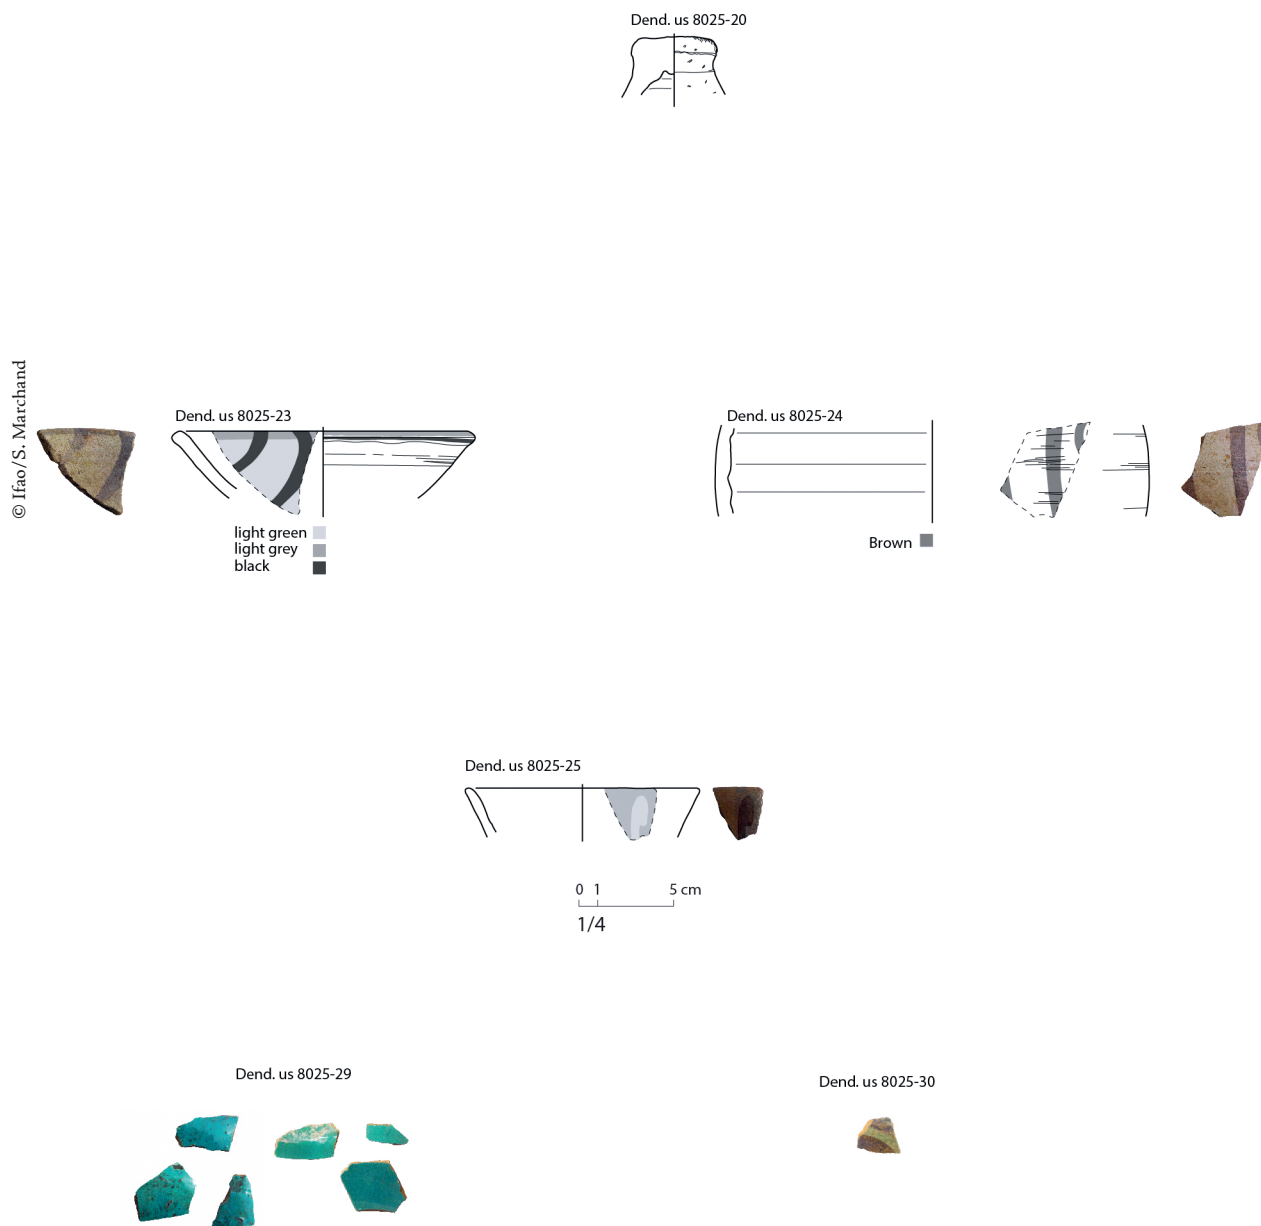 Dend. us 8025-20
© Ifao/S. Marchand
Dend. us 8025-23
light green
light grey
black
Dend. us 8025-24
Brown
Dend. us 8025-25
0 1 5 cm
1/4
Dend. us 8025-29
Dend. us 8025-30